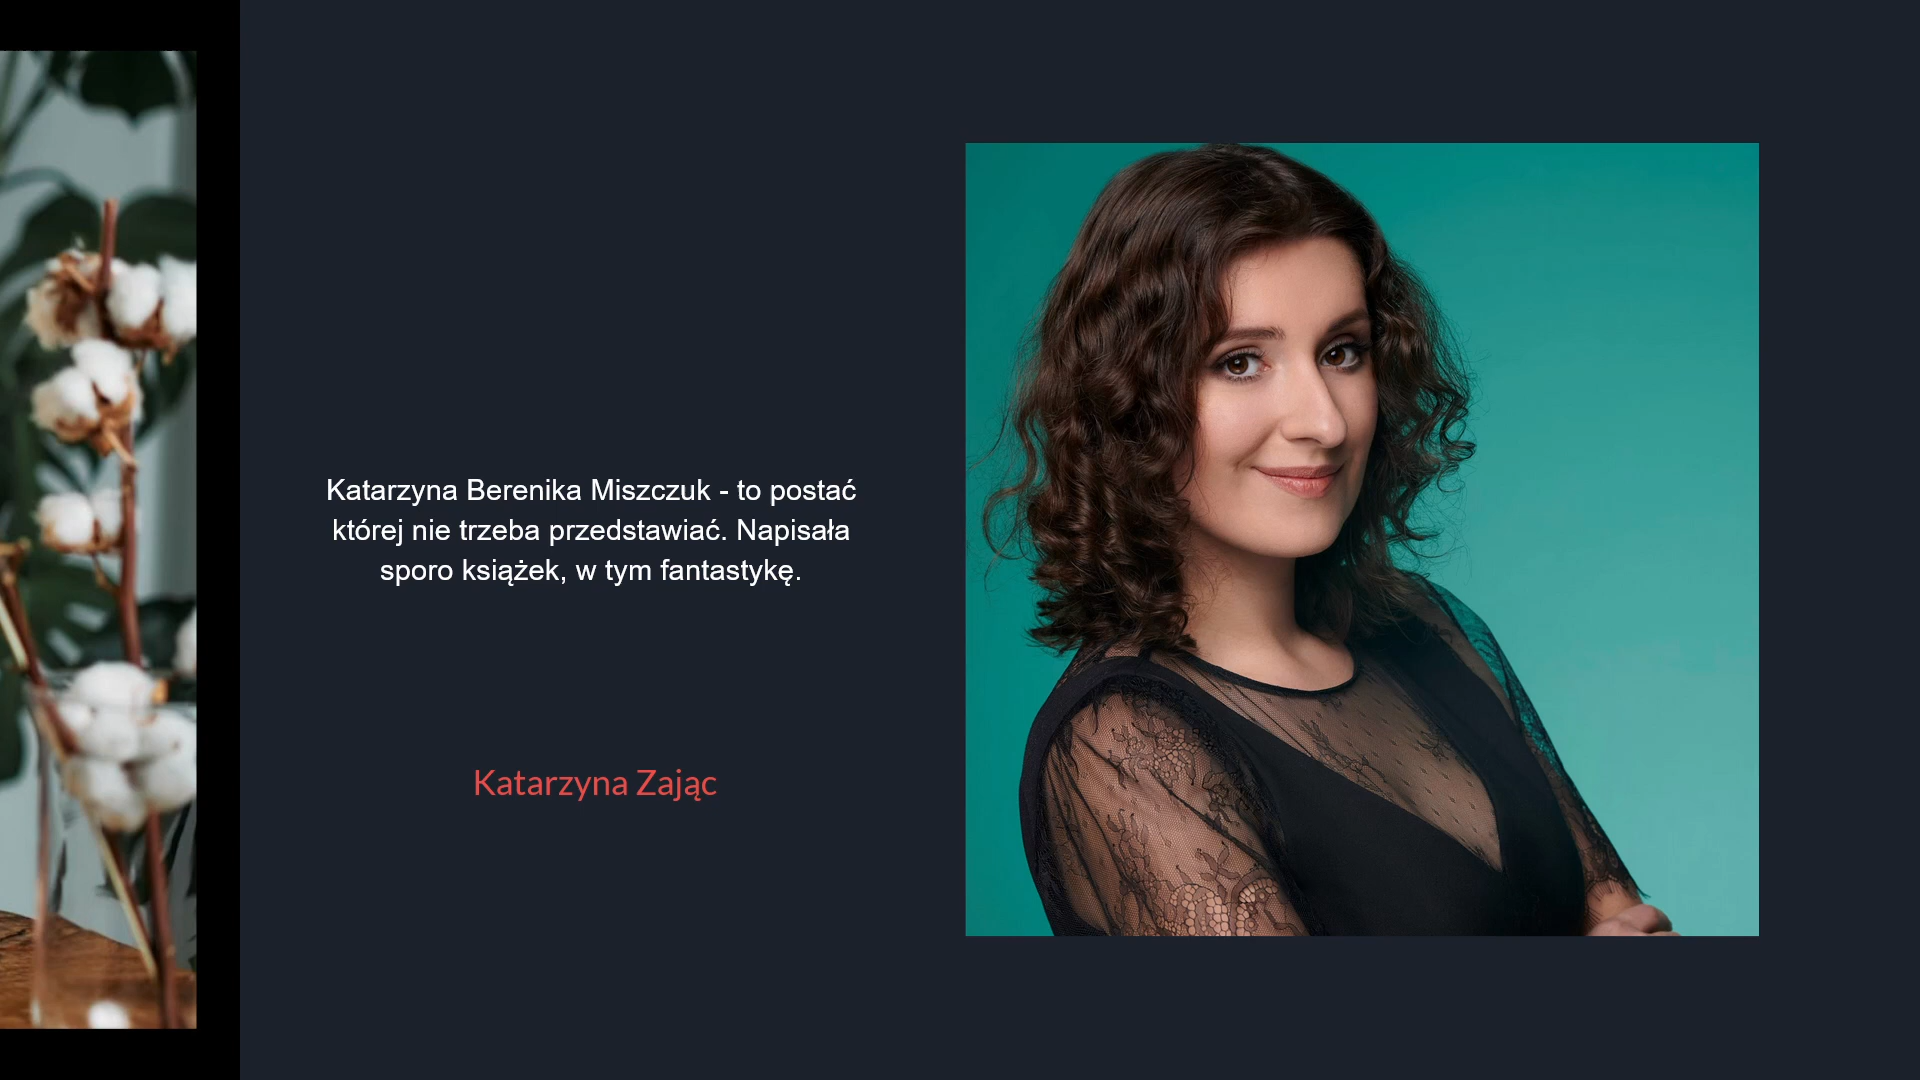 Katarzyna Berenika Miszczuk - to postać
której nie trzeba przedstawiać. Napisała
sporo książek, w tym fantastykę.
Katarzyna Zając